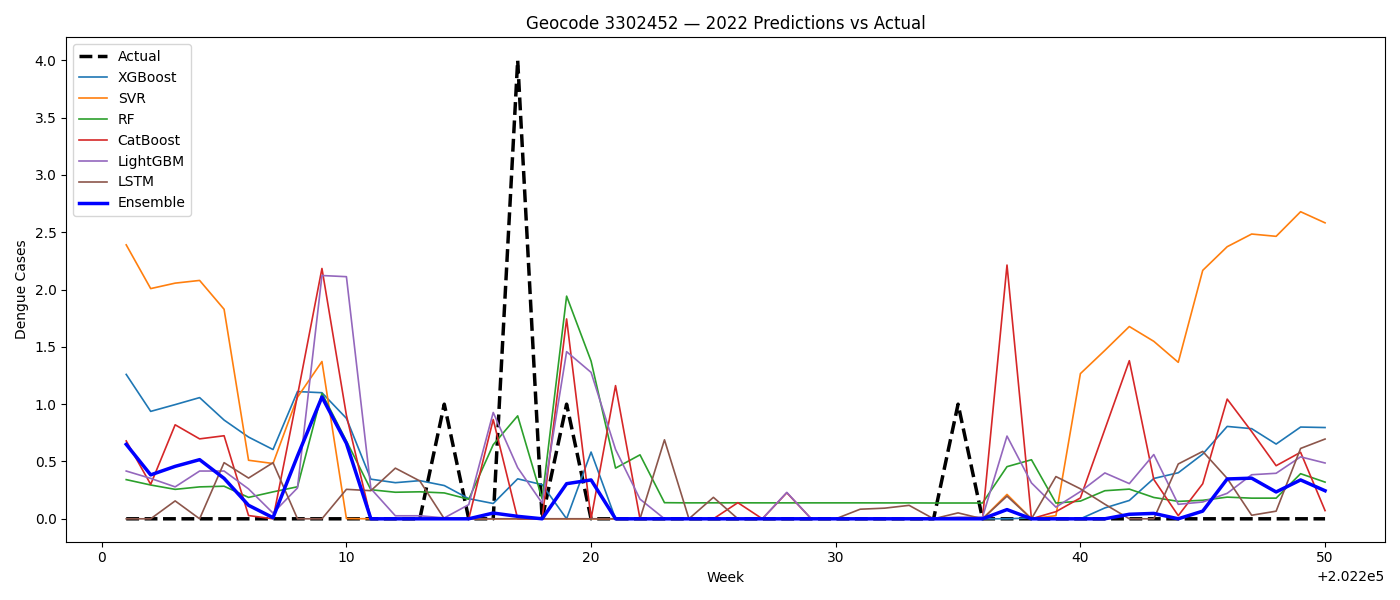 Geocode 3302452 — 2022 Predictions vs Actual
Dengue Cases
4.0
3.5
3.0
2.5
2.0
1.5
1.0
0.5
0.0
Actual
XGBoost
SVR
RF
CatBoost
LightGBM
LSTM
Ensemble
0 10 20 30 40 50
+2.022e5
Week